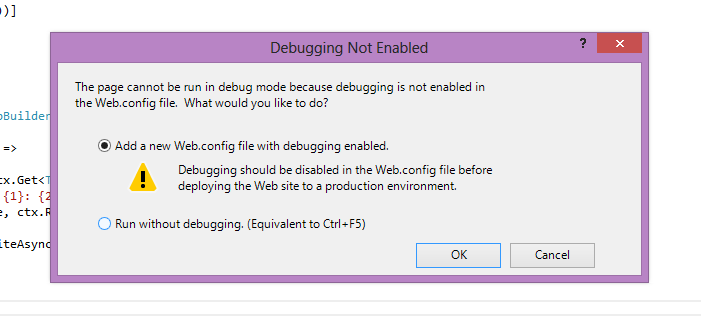 )]
Debugging Not Enabled
?
The page cannot be run in debug mode because debugging is not enabled in
the Web.config file. What would you like to do?
Builder
=>
Add a new Web.config file with debugging enabled.
Debugging should be disabled in the Web.config file before
deploying the Web site to a production environment.
ctx.Get<T
{1}: {2
, ctx.R
iteAsync
Run without debugging. (Equivalent to Ctrl+F5)
OK
Cancel